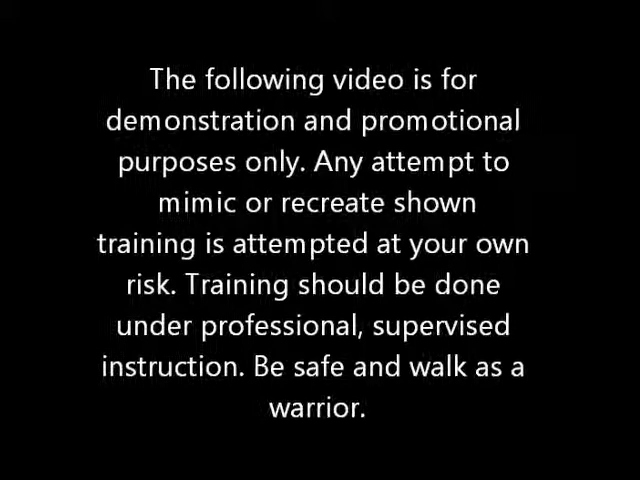 The following video is for
demonstration and promotional
purposes only. Any attempt to
mimic or recreate shown
training is attempted at your own
risk. Training should be done
under professional, supervised
instruction. Be safe and walk as a
warrior.